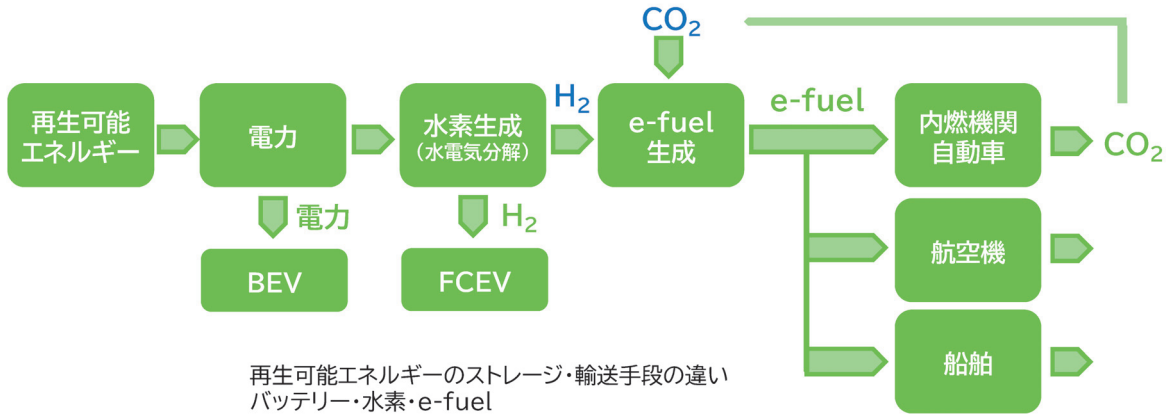 CO₂
再生可能
エネルギー
電力
水素生成
（水電気分解）
H₂
e-fuel
生成
e-fuel
内燃機関
自動車
CO₂
電力
H₂
BEV
FCEV
航空機
船舶
再生可能エネルギーのストレージ・輸送手段の違い
バッテリー・水素・e-fuel